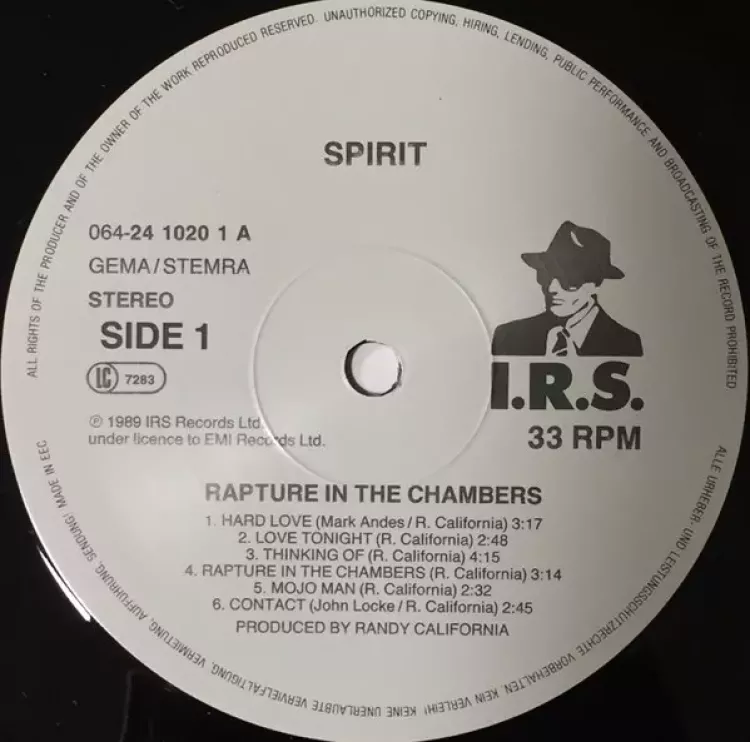 ALL RIGHTS OF THE PRODUCER AND OF THE OWNER OF THE WORK REPRODUCED RESERVED. UNAUTHORIZED COPYING, HIRING, LENDING, PUBLIC PERFORMANCE AND BROADCASTING OF THE RECORD PROHIBITED
SPIRIT
064-24 1020 1 A
GEMA/STEMRA
STEREO
SIDE 1
LC 7283
I.R.S.
33 RPM
℗ 1989 IRS Records Ltd.
under licence to EMI Records Ltd.
RAPTURE IN THE CHAMBERS
1. HARD LOVE (Mark Andes / R. California) 3:17
2. LOVE TONIGHT (R. California) 2:48
3. THINKING OF (R. California) 4:15
4. RAPTURE IN THE CHAMBERS (R. California) 3:14
5. MOJO MAN (R. California) 2:32
6. CONTACT (John Locke / R. California) 2:45
PRODUCED BY RANDY CALIFORNIA
ALLE URHEBER- UND LEISTUNGSSCHUTZRECHTE VORBEHALTEN. KEIN VERLEIH! KEINE UNERLAUBTE VERVIELFÄLTIGUNG, VERMIETUNG, AUFFÜHRUNG, SENDUNG! MADE IN EEC